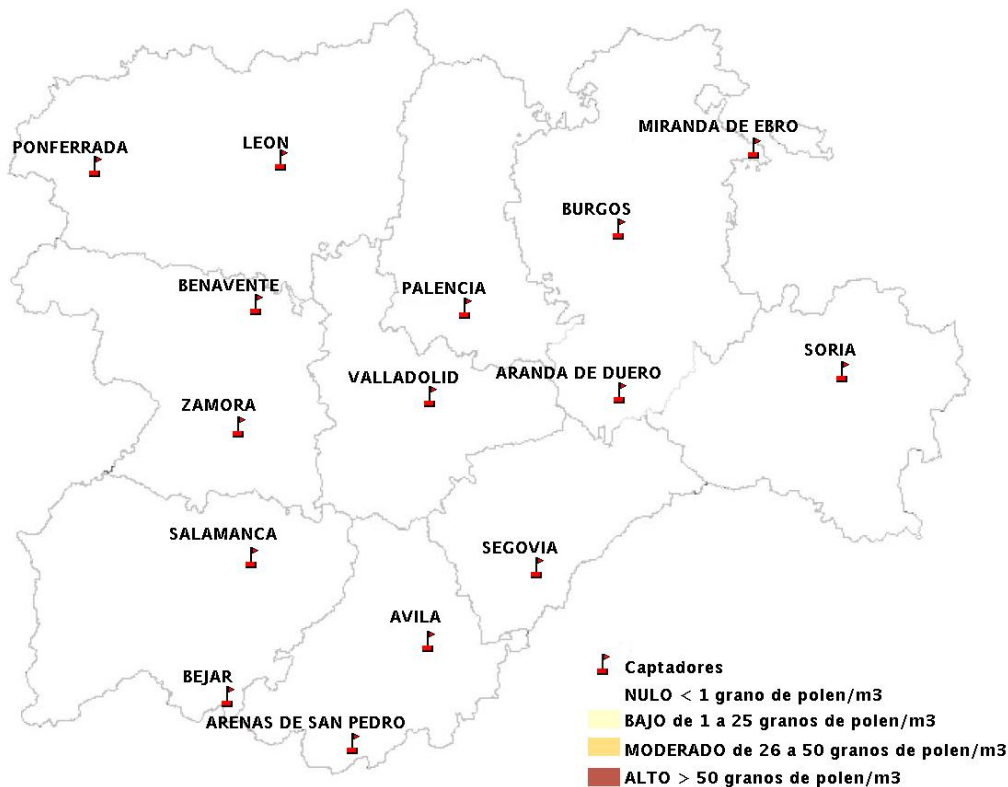 MIRANDA DE EBRO
PONFERRADA
LEON
BURGOS
BENAVENTE
PALENCIA
SORIA
VALLADOLID
ARANDA DE DUERO
ZAMORA
SALAMANCA
SEGOVIA
AVILA
BEJAR
ARENAS DE SAN PEDRO
Captadores
NULO < 1 grano de polen/m3
BAJO de 1 a 25 granos de polen/m3
MODERADO de 26 a 50 granos de polen/m3
ALTO > 50 granos de polen/m3